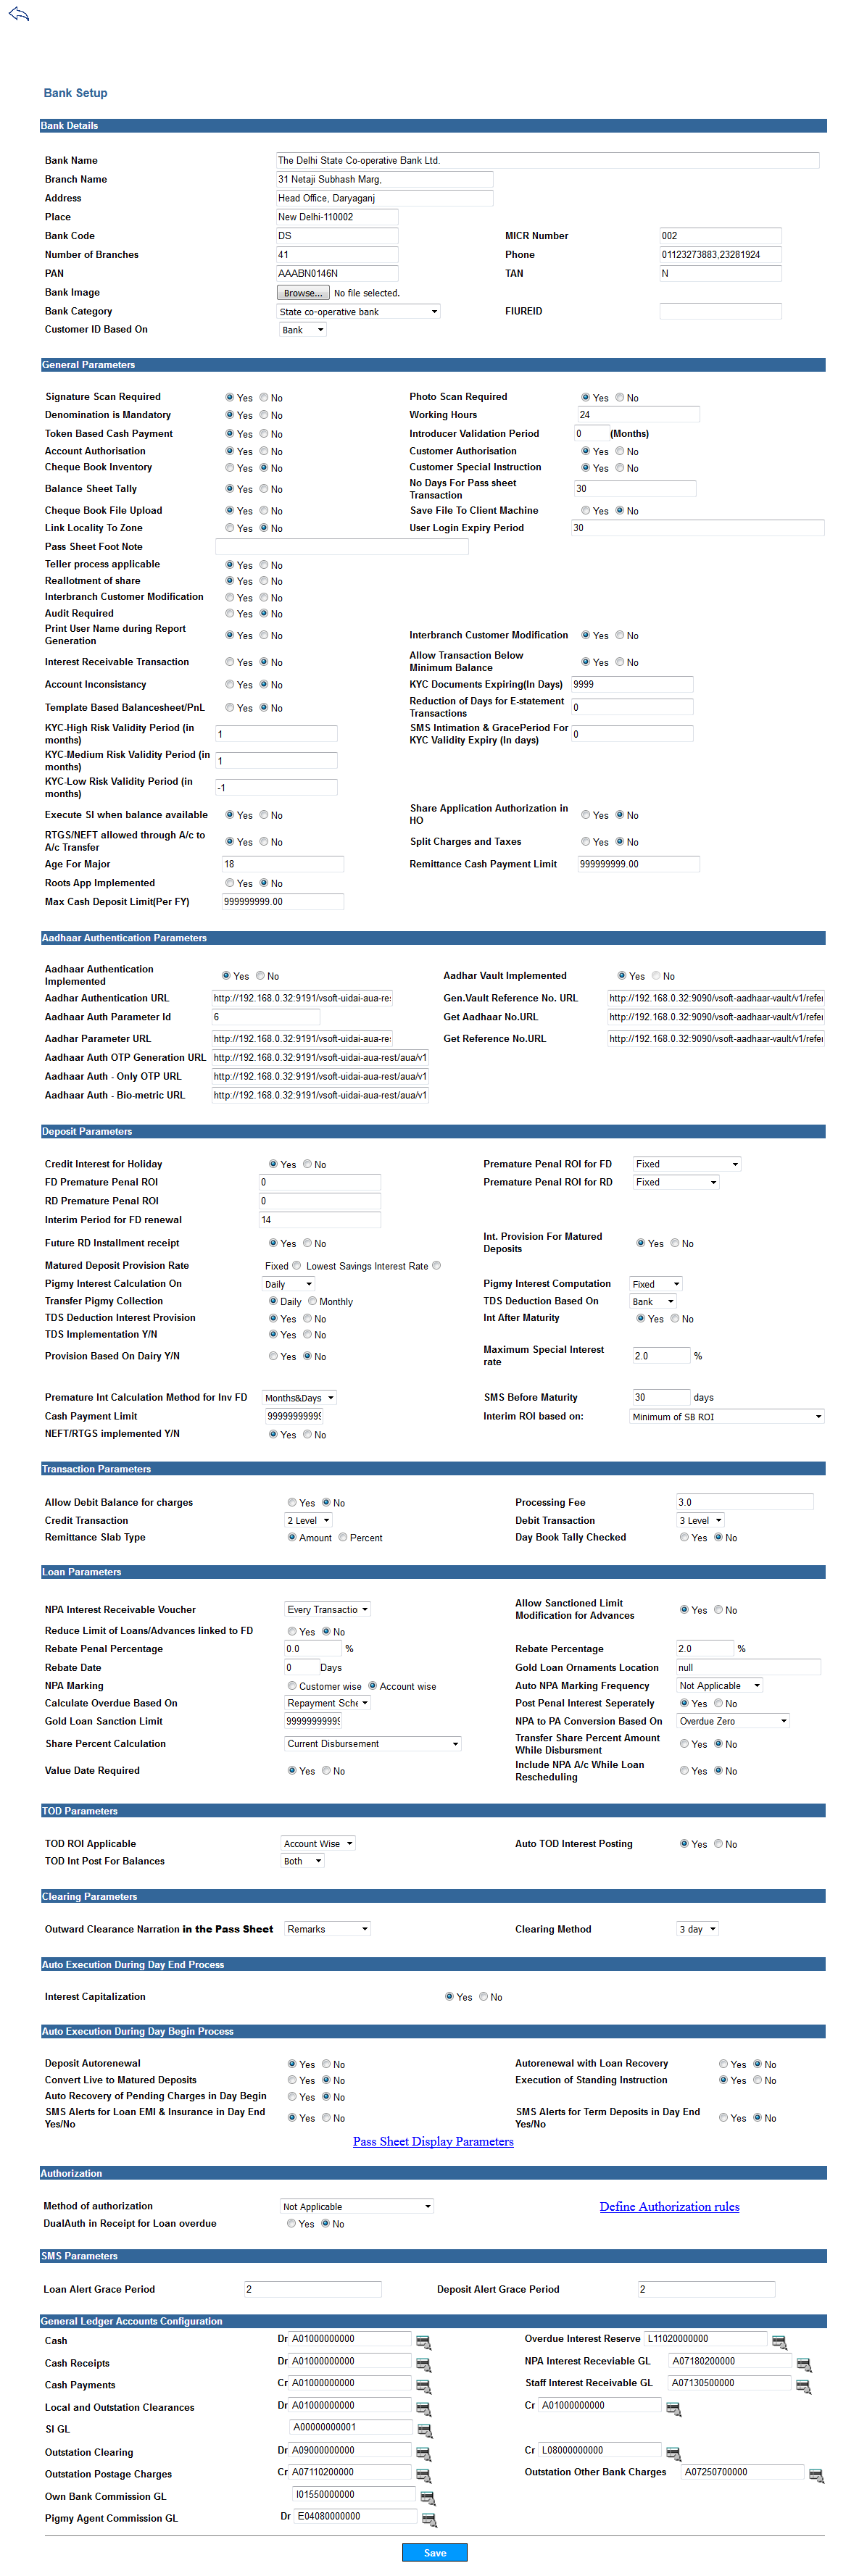 Bank Setup
Bank Details
Bank Name The Delhi State Co-operative Bank Ltd.
Branch Name 31 Netaji Subhash Marg,
Address Head Office, Daryaganj
Place New Delhi-110002
Bank Code DS MICR Number 002
Number of Branches 41 Phone 01123273883,23281924
PAN AAABN0146N TAN N
Bank Image Browse... No file selected.
Bank Category State co-operative bank FIUREID
Customer ID Based On Bank
General Parameters
Signature Scan Required Yes No Photo Scan Required Yes No
Denomination is Mandatory Yes No Working Hours 24
Token Based Cash Payment Yes No Introducer Validation Period 0 (Months)
Account Authorisation Yes No Customer Authorisation Yes No
Cheque Book Inventory Yes No Customer Special Instruction Yes No
Balance Sheet Tally Yes No No Days For Pass sheet Transaction 30
Cheque Book File Upload Yes No Save File To Client Machine Yes No
Link Locality To Zone Yes No User Login Expiry Period 30
Pass Sheet Foot Note
Teller process applicable Yes No
Reallotment of share Yes No
Interbranch Customer Modification Yes No
Audit Required Yes No
Print User Name during Report Generation Yes No Interbranch Customer Modification Yes No
Interest Receivable Transaction Yes No Allow Transaction Below Minimum Balance Yes No
Account Inconsistancy Yes No KYC Documents Expiring(In Days) 9999
Template Based Balancesheet/PnL Yes No Reduction of Days for E-statement Transactions 0
KYC-High Risk Validity Period (in months) 1 SMS Intimation & GracePeriod For KYC Validity Expiry (In days) 0
KYC-Medium Risk Validity Period (in months) 1
KYC-Low Risk Validity Period (in months) -1
Execute SI when balance available Yes No Share Application Authorization in HO Yes No
RTGS/NEFT allowed through A/c to A/c Transfer Yes No Split Charges and Taxes Yes No
Age For Major 18 Remittance Cash Payment Limit 999999999.00
Roots App Implemented Yes No
Max Cash Deposit Limit(Per FY) 999999999.00
Aadhaar Authentication Parameters
Aadhaar Authentication Implemented Yes No Aadhar Vault Implemented Yes No
Aadhar Authentication URL http://192.168.0.32:9191/vsoft-uidai-aua-re Gen.Vault Reference No. URL http://192.168.0.32:9090/vsoft-aadhaar-vault/v1/refe
Aadhaar Auth Parameter Id 6 Get Aadhaar No.URL http://192.168.0.32:9090/vsoft-aadhaar-vault/v1/refe
Aadhar Parameter URL http://192.168.0.32:9191/vsoft-uidai-aua-re Get Reference No.URL http://192.168.0.32:9090/vsoft-aadhaar-vault/v1/refe
Aadhaar Auth OTP Generation URL http://192.168.0.32:9191/vsoft-uidai-aua-rest/aua/v1
Aadhaar Auth - Only OTP URL http://192.168.0.32:9191/vsoft-uidai-aua-rest/aua/v1
Aadhaar Auth - Bio-metric URL http://192.168.0.32:9191/vsoft-uidai-aua-rest/aua/v1
Deposit Parameters
Credit Interest for Holiday Yes No Premature Penal ROI for FD Fixed
FD Premature Penal ROI 0 Premature Penal ROI for RD Fixed
RD Premature Penal ROI 0
Interim Period for FD renewal 14
Future RD Installment receipt Yes No Int. Provision For Matured Deposits Yes No
Matured Deposit Provision Rate Fixed Lowest Savings Interest Rate
Pigmy Interest Calculation On Daily Pigmy Interest Computation Fixed
Transfer Pigmy Collection Daily Monthly TDS Deduction Based On Bank
TDS Deduction Interest Provision Yes No Int After Maturity Yes No
TDS Implementation Y/N Yes No
Provision Based On Dairy Y/N Yes No Maximum Special Interest rate 2.0 %
Premature Int Calculation Method for Inv FD Months&Days SMS Before Maturity 30 days
Cash Payment Limit 99999999999 Interim ROI based on: Minimum of SB ROI
NEFT/RTGS implemented Y/N Yes No
Transaction Parameters
Allow Debit Balance for charges Yes No Processing Fee 3.0
Credit Transaction 2 Level Debit Transaction 3 Level
Remittance Slab Type Amount Percent Day Book Tally Checked Yes No
Loan Parameters
NPA Interest Receivable Voucher Every Transactio Allow Sanctioned Limit Modification for Advances Yes No
Reduce Limit of Loans/Advances linked to FD Yes No
Rebate Penal Percentage 0.0 % Rebate Percentage 2.0 %
Rebate Date 0 Days Gold Loan Ornaments Location null
NPA Marking Customer wise Account wise Auto NPA Marking Frequency Not Applicable
Calculate Overdue Based On Repayment Sche Post Penal Interest Seperately Yes No
Gold Loan Sanction Limit 99999999999 NPA to PA Conversion Based On Overdue Zero
Share Percent Calculation Current Disbursement Transfer Share Percent Amount While Disbursment Yes No
Value Date Required Yes No Include NPA A/c While Loan Rescheduling Yes No
TOD Parameters
TOD ROI Applicable Account Wise Auto TOD Interest Posting Yes No
TOD Int Post For Balances Both
Clearing Parameters
Outward Clearance Narration in the Pass Sheet Remarks Clearing Method 3 day
Auto Execution During Day End Process
Interest Capitalization Yes No
Auto Execution During Day Begin Process
Deposit Autorenewal Yes No Autorenewal with Loan Recovery Yes No
Convert Live to Matured Deposits Yes No Execution of Standing Instruction Yes No
Auto Recovery of Pending Charges in Day Begin Yes No
SMS Alerts for Loan EMI & Insurance in Day End Yes/No Yes No SMS Alerts for Term Deposits in Day End Yes/No Yes No
Pass Sheet Display Parameters
Authorization
Method of authorization Not Applicable Define Authorization rules
DualAuth in Receipt for Loan overdue Yes No
SMS Parameters
Loan Alert Grace Period 2 Deposit Alert Grace Period 2
General Ledger Accounts Configuration
Cash Dr A01000000000 Overdue Interest Reserve L11020000000
Cash Receipts Dr A01000000000 NPA Interest Receviable GL A07180200000
Cash Payments Cr A01000000000 Staff Interest Receivable GL A07130500000
Local and Outstation Clearances Dr A01000000000 Cr A01000000000
SI GL A00000000001
Outstation Clearing Dr A09000000000 Cr L08000000000
Outstation Postage Charges Cr A07110200000 Outstation Other Bank Charges A07250700000
Own Bank Commission GL I01550000000
Pigmy Agent Commission GL Dr E04080000000
Save